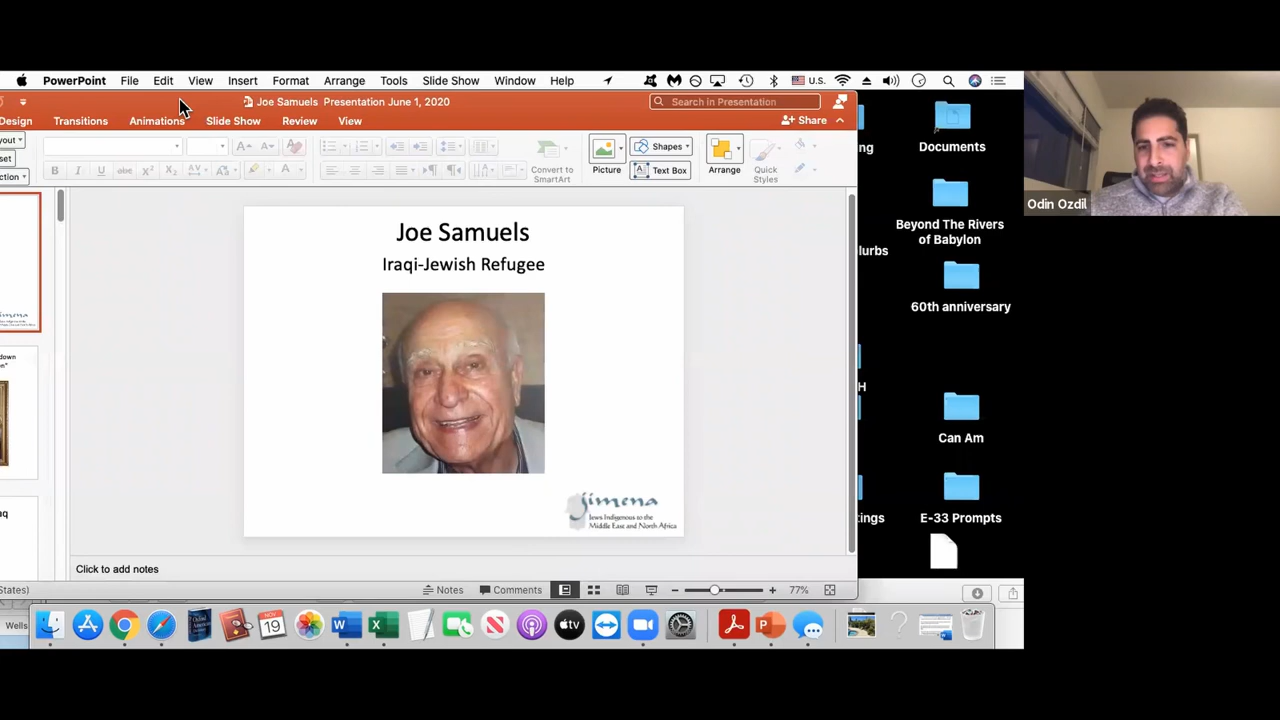 PowerPoint File Edit View Insert Format Arrange Tools Slide Show Window Help U.S.
Joe Samuels Presentation June 1, 2020
Search in Presentation
Design Transitions Animations Slide Show Review View
Share
Picture
Shapes
Text Box
Arrange
Quick Styles
Convert to SmartArt
Joe Samuels
Iraqi-Jewish Refugee
jimena
Jews Indigenous to the
Middle East and North Africa
Click to add notes
Notes Comments 77%
Documents
Beyond The Rivers
of Babylon
60th anniversary
Can Am
E-33 Prompts
Odin Ozdil
NOV
19
Wells